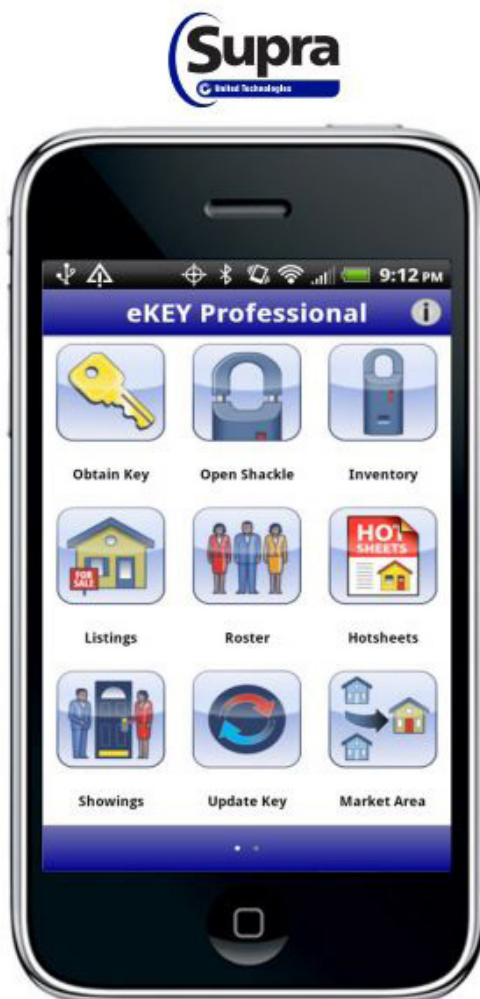 Supra
United Technologies
9:12 PM
eKEY Professional
i
Obtain Key
Open Shackle
Inventory
FOR
SALE
HOT
SHEETS
Listings
Roster
Hotsheets
Showings
Update Key
Market Area